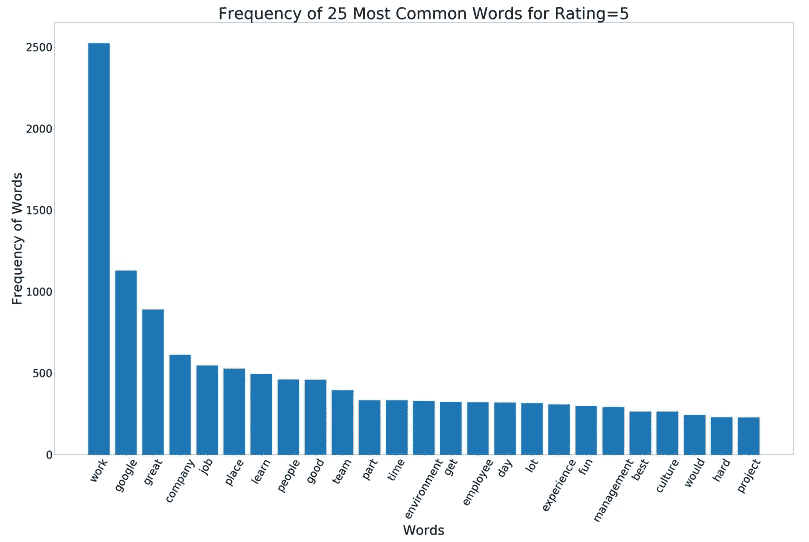 Frequency of 25 Most Common Words for Rating=5
Frequency of Words
2500
2000
1500
1000
500
0
work
google
great
company
job
place
learn
people
good
team
part
time
environment
get
employee
day
lot
experience
fun
management
best
culture
would
hard
project
Words